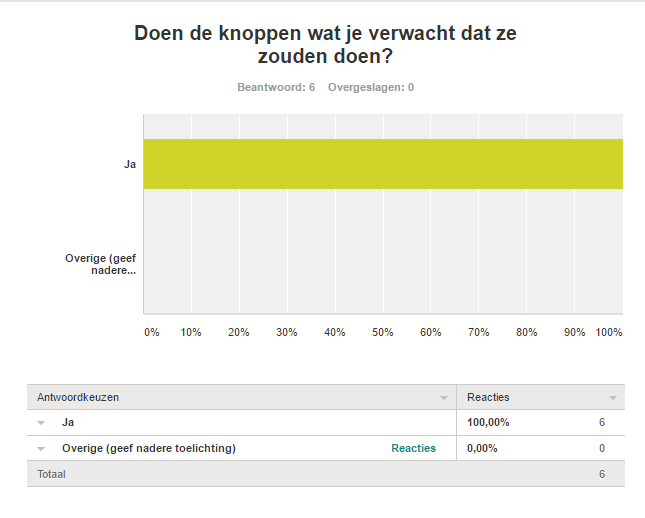 Doen de knoppen wat je verwacht dat ze
zouden doen?
Beantwoord: 6 Overgeslagen: 0
Ja
Overige (geef
nadere...
0% 10% 20% 30% 40% 50% 60% 70% 80% 90% 100%
Antwoordkeuzen Reacties
Ja 100,00% 6
Overige (geef nadere toelichting) Reacties 0,00% 0
Totaal 6